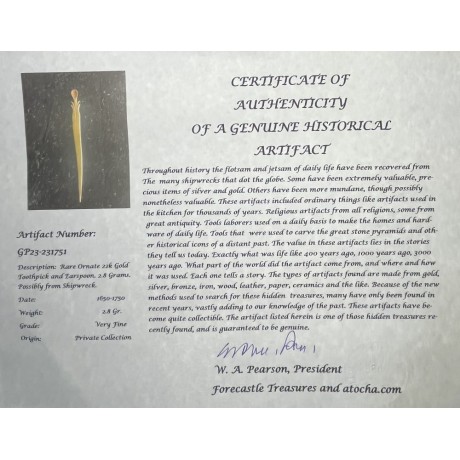 CERTIFICATE OF
AUTHENTICITY
OF A GENUINE HISTORICAL
ARTIFACT
Throughout history the flotsam and jetsam of daily life have been recovered from
The many shipwrecks that dot the globe. Some have been extremely valuable, pre-
cious items of silver and gold. Others have been more mundane, though possibly
nonetheless valuable. These artifacts included ordinary things like artifacts used in
the kitchen for thousands of years. Religious artifacts from all religions, some from
great antiquity. Tools laborers used on a daily basis to make the homes and hard-
ware of daily life. Tools that were used to carve the great stone pyramids and oth-
er historical icons of a distant past. The value in these artifacts lies in the stories
they tell us today. Exactly what was life like 400 years ago, 1000 years ago, 3000
years ago. What part of the world did the artifact come from, and where and how
it was used. Each one tells a story. The types of artifacts found are made from gold,
silver, bronze, iron, wood, leather, paper, ceramics and the like. Because of the new
methods used to search for these hidden treasures, many have only been found in
recent years, vastly adding to our knowledge of the past. These artifacts have be-
come quite collectible. The artifact listed herein is one of those hidden treasures re-
cently found, and is guaranteed to be genuine.
W. A. Pearson, President
Forecastle Treasures and atocha.com
Artifact Number:
GP23-231751
Description: Rare Ornate 22k Gold
Toothpick and Earspoon, 2.8 Grams,
Possibly from Shipwreck.
Date: 1650-1750
Weight: 2.8 Gr.
Grade: Very Fine
Origin: Private Collection